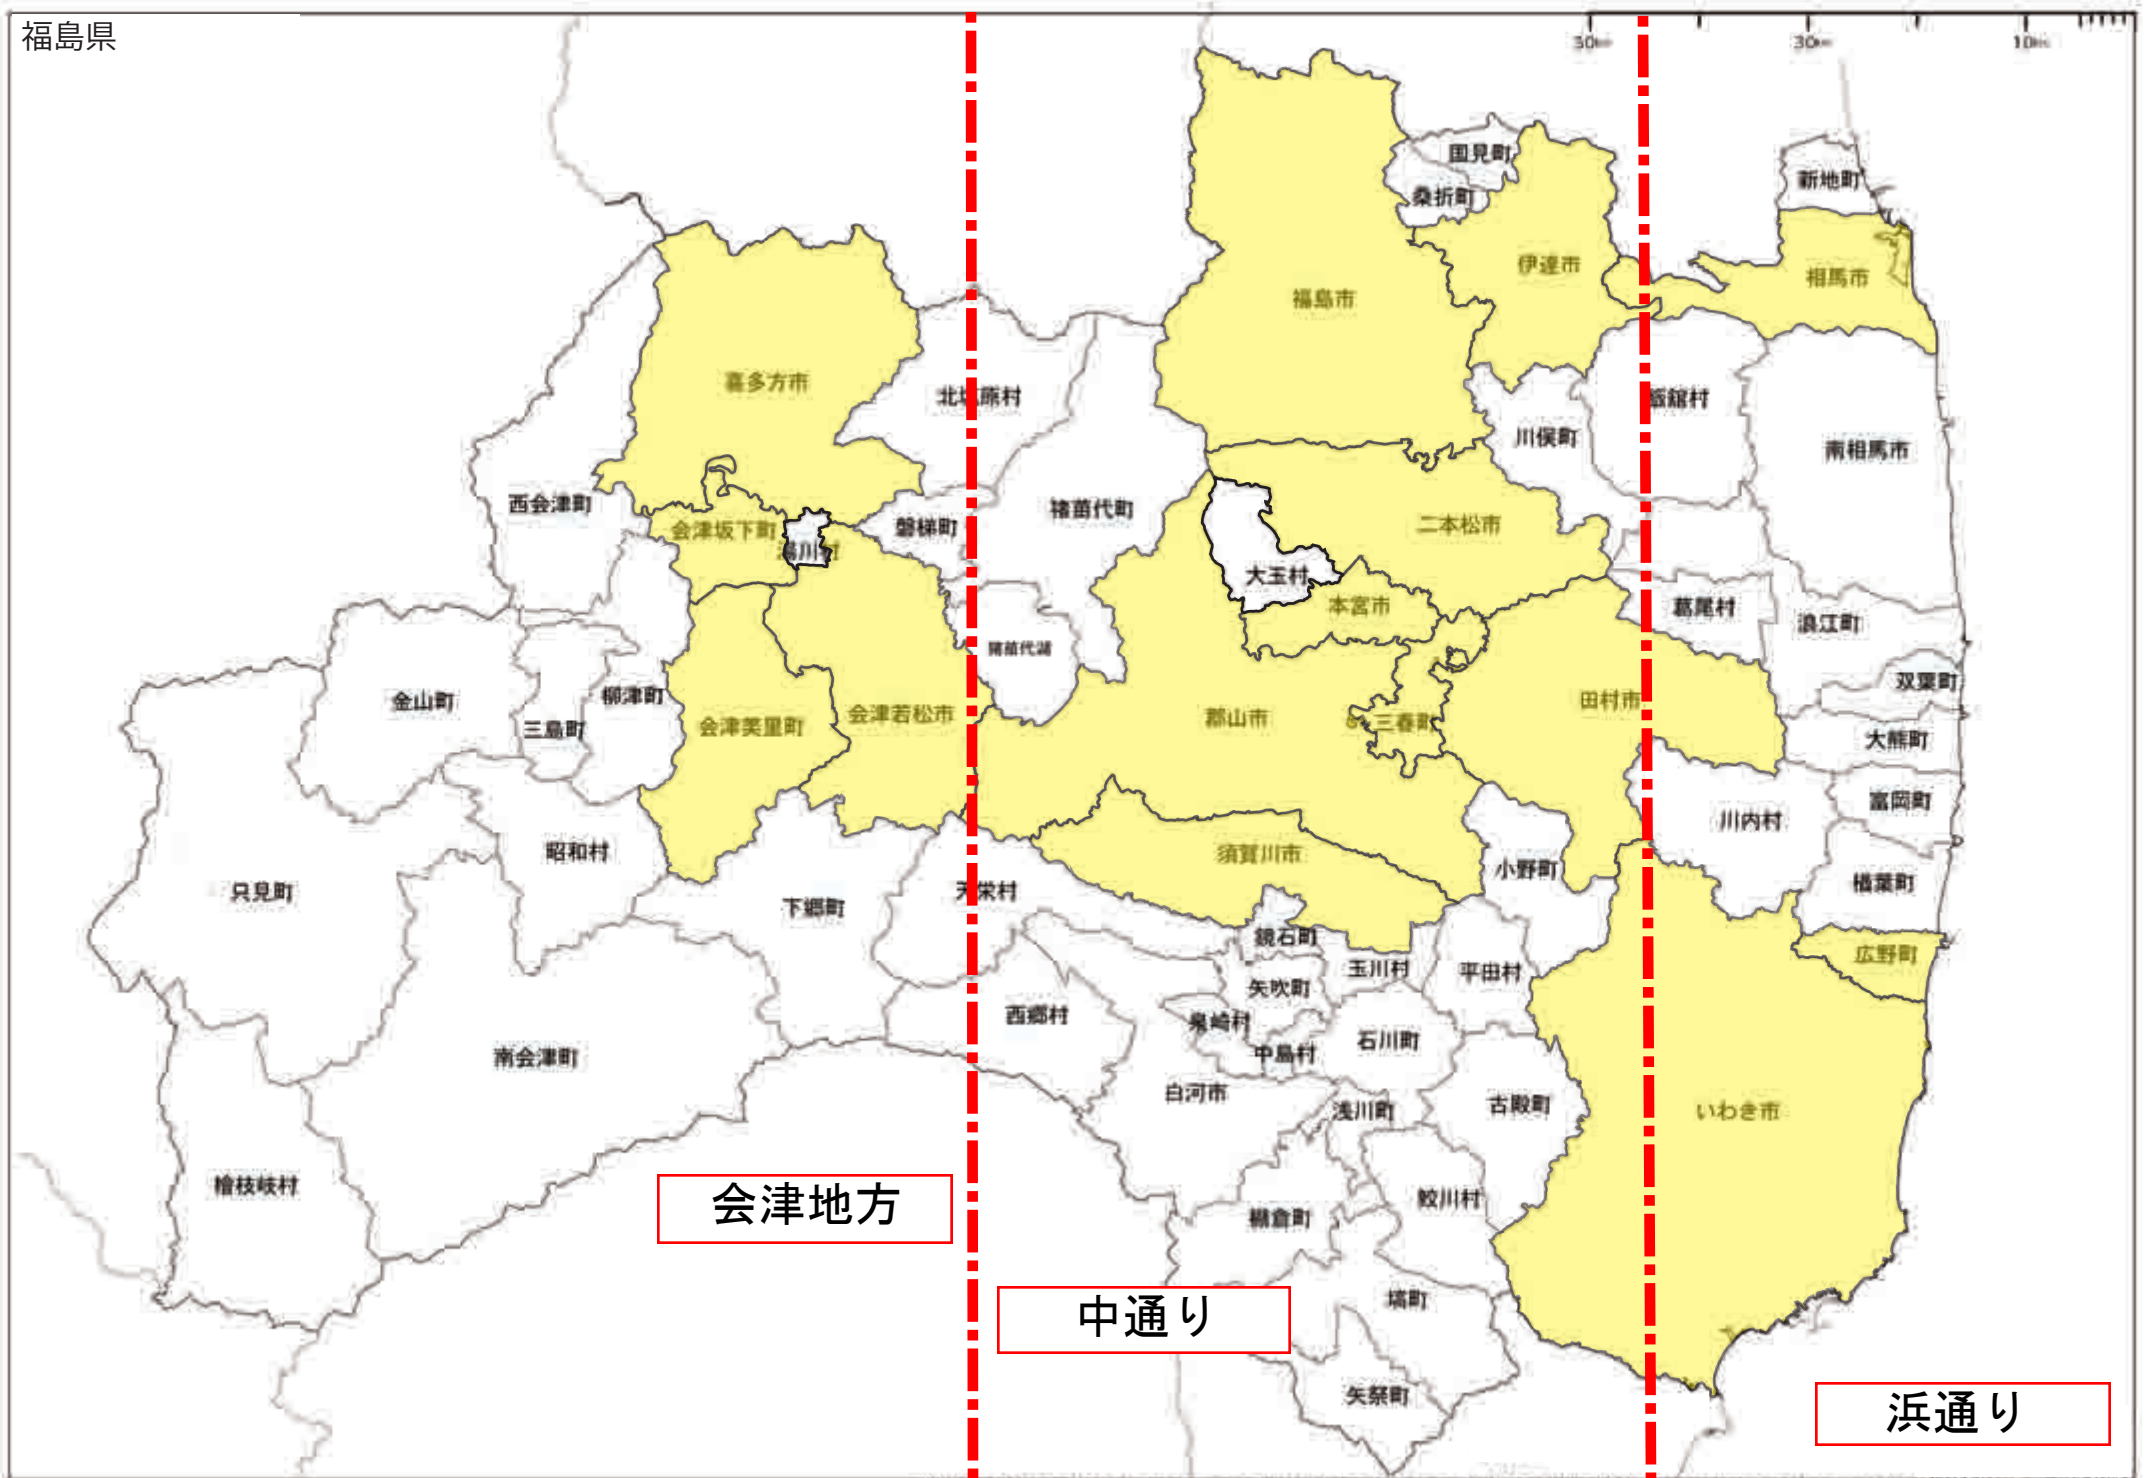 福島県
50km
30km
10km
国見町
桑折町
新地町
伊達市
相馬市
福島市
喜多方市
北塩原村
飯舘村
川俣町
南相馬市
西会津町
猪苗代町
会津坂下町
磐梯町
二本松市
湯川村
大玉村
本宮市
葛尾村
浪江町
猪苗代湖
双葉町
金山町
柳津町
田村市
三島町
会津美里町
会津若松市
郡山市
三春町
大熊町
富岡町
川内村
昭和村
須賀川市
小野町
楢葉町
只見町
下郷町
天栄村
鏡石町
広野町
玉川村
平田村
矢吹町
西郷村
泉崎村
石川町
南会津町
中島村
白河市
浅川町
古殿町
いわき市
檜枝岐村
会津地方
鮫川村
棚倉町
中通り
塙町
矢祭町
浜通り